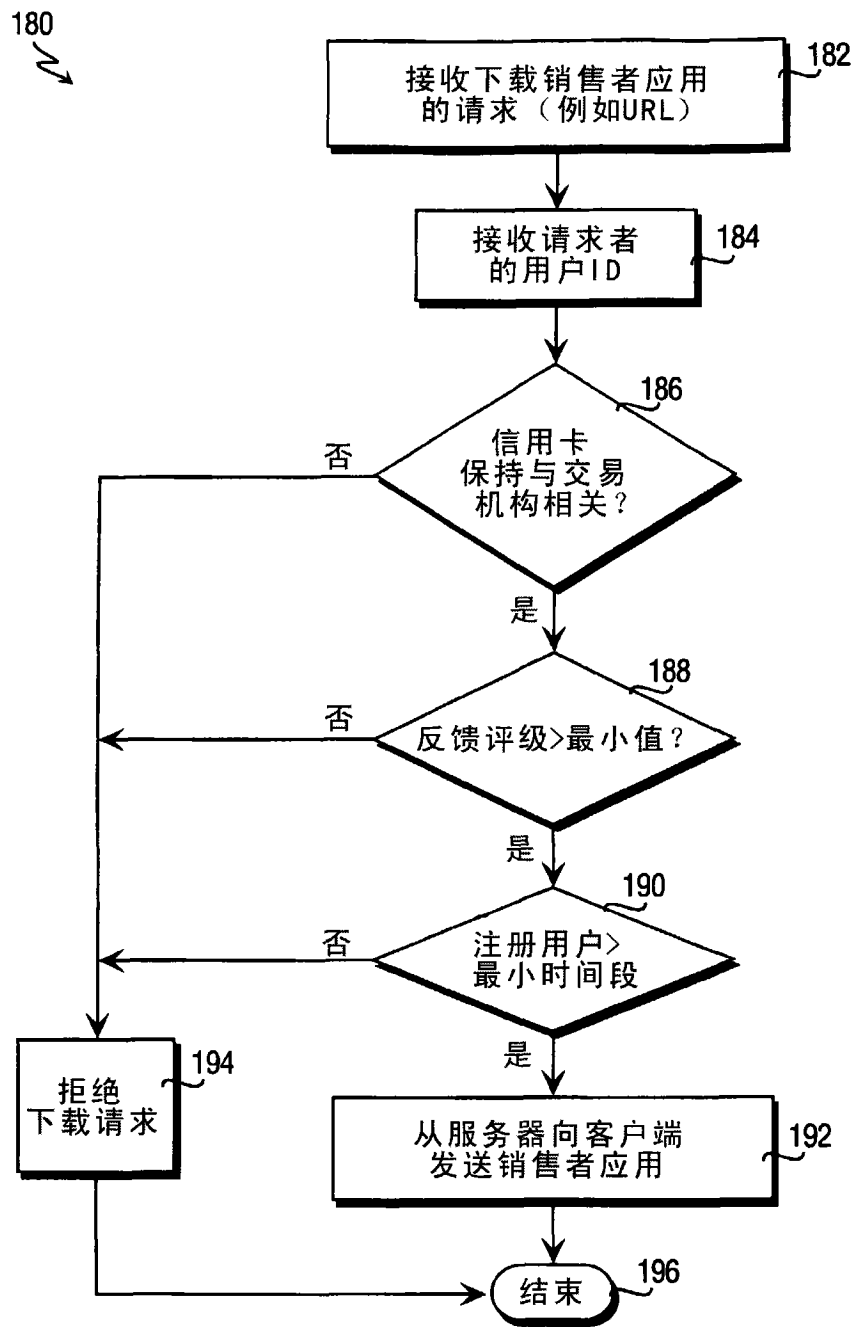 180
接收下载销售者应用
的请求（例如URL）
182
接收请求者
的用户ID
184
信用卡
保持与交易
机构相关？
186
否
是
反馈评级>最小值？
188
否
是
注册用户>
最小时间段
190
否
是
拒绝
下载请求
194
从服务器向客户端
发送销售者应用
192
结束
196